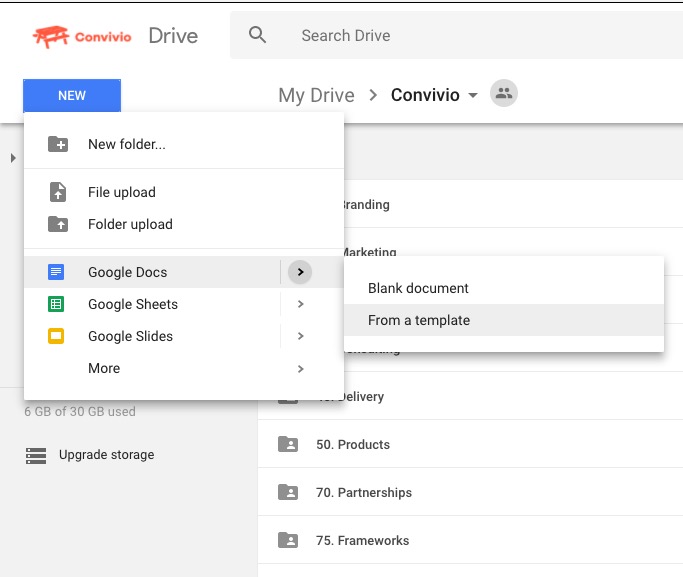 Convivio Drive
Search Drive
NEW
My Drive > Convivio
New folder...
File upload
Folder upload
Google Docs
Google Sheets
Google Slides
More
Blank document
From a template
Branding
Marketing
Delivery
50. Products
70. Partnerships
75. Frameworks
6 GB of 30 GB used
Upgrade storage